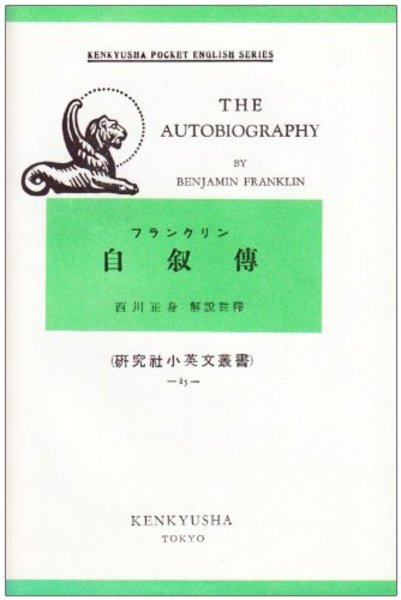 KENKYUSHA POCKET ENGLISH SERIES
THE
AUTOBIOGRAPHY
BY
BENJAMIN FRANKLIN
フランクリン
自叙傳
西川正身 解説註釋
(研究社小英文叢書)
—85—
KENKYUSHA
TOKYO